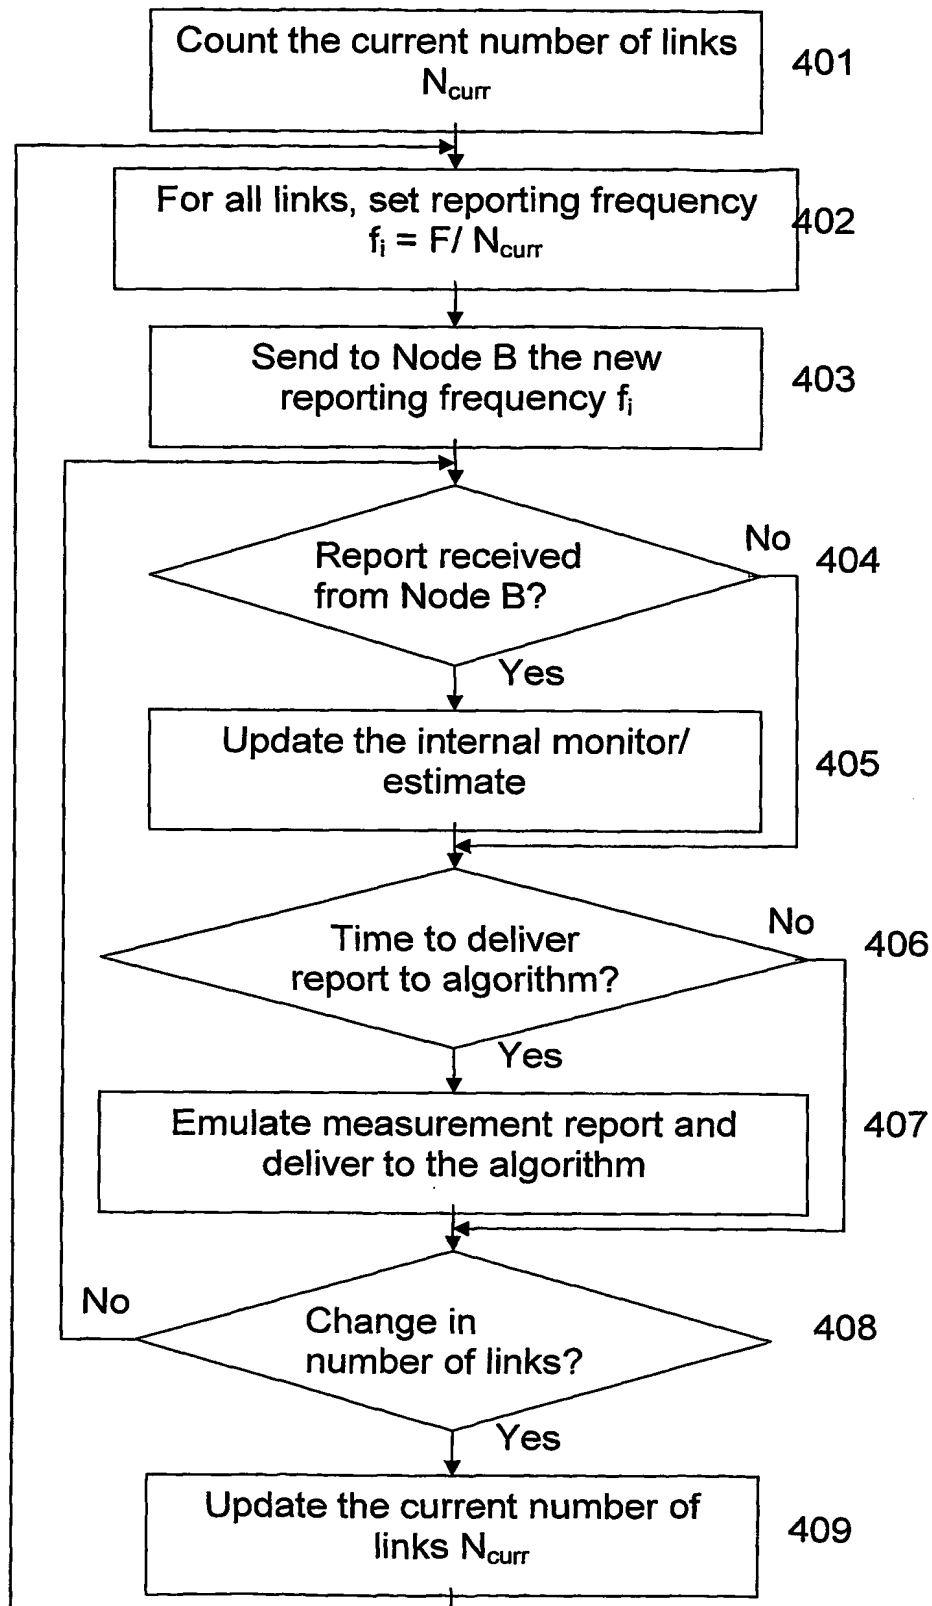 Count the current number of links
N_curr
401
For all links, set reporting frequency
f_i = F/ N_curr
402
Send to Node B the new
reporting frequency f_i
403
No
Report received
from Node B?
404
Yes
Update the internal monitor/
estimate
405
No
Time to deliver
report to algorithm?
406
Yes
Emulate measurement report and
deliver to the algorithm
407
No
Change in
number of links?
408
Yes
Update the current number of
links N_curr
409